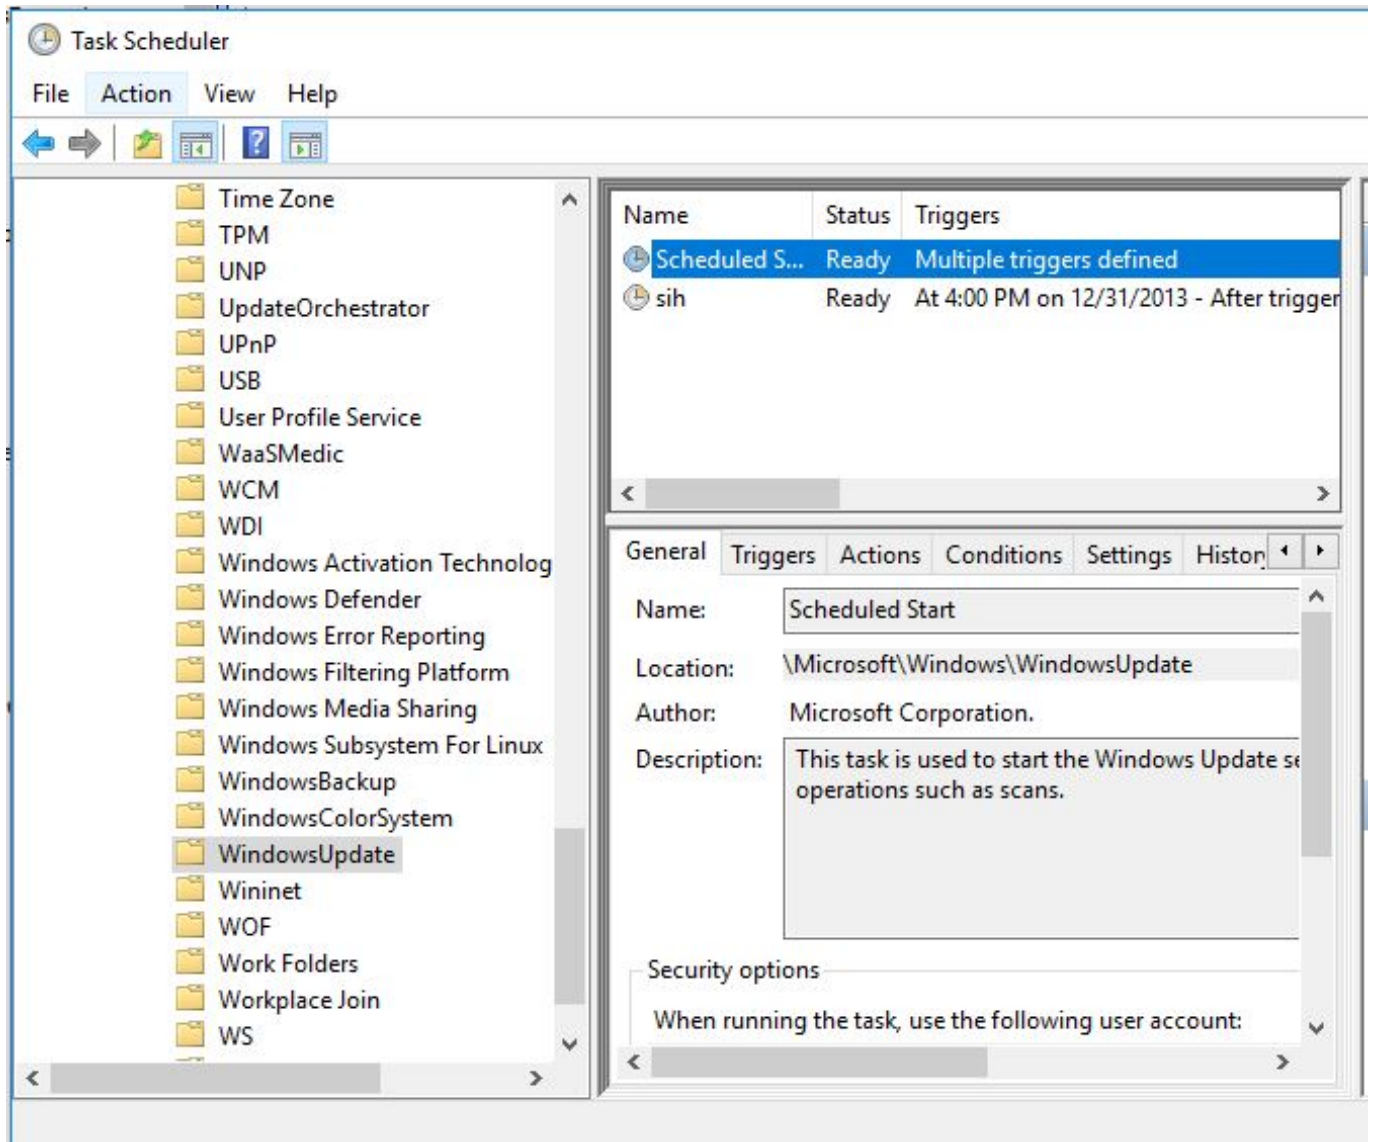 Task Scheduler
File Action View Help
Time Zone
TPM
UNP
UpdateOrchestrator
UPnP
USB
User Profile Service
WaaSMedic
WCM
WDI
Windows Activation Technolog
Windows Defender
Windows Error Reporting
Windows Filtering Platform
Windows Media Sharing
Windows Subsystem For Linux
WindowsBackup
WindowsColorSystem
WindowsUpdate
Wininet
WOF
Work Folders
Workplace Join
WS
Name Status Triggers
Scheduled S... Ready Multiple triggers defined
sih Ready At 4:00 PM on 12/31/2013 - After trigger
General Triggers Actions Conditions Settings History
Name: Scheduled Start
Location: \Microsoft\Windows\WindowsUpdate
Author: Microsoft Corporation.
Description: This task is used to start the Windows Update se
operations such as scans.
Security options
When running the task, use the following user account: